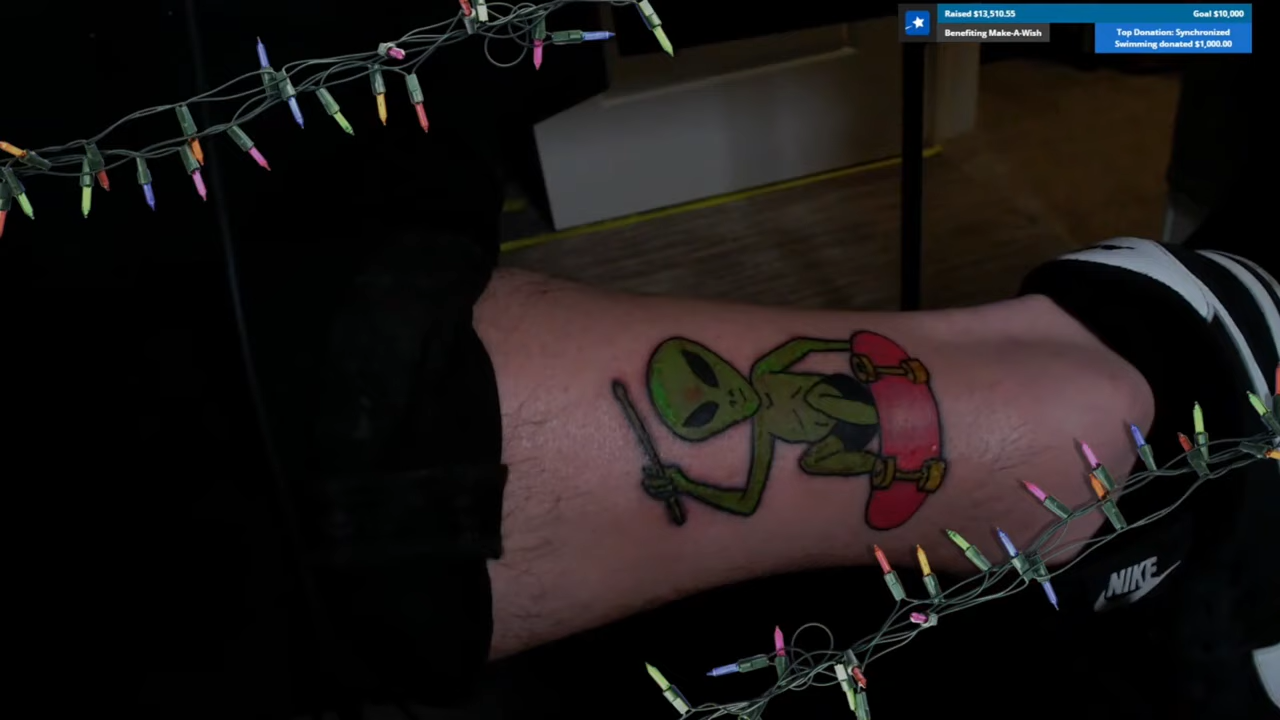 Raised $13,510.55
Goal $10,000
Benefiting Make-A-Wish
Top Donation: Synchronized
Swimming donated $1,000.00
NIKE